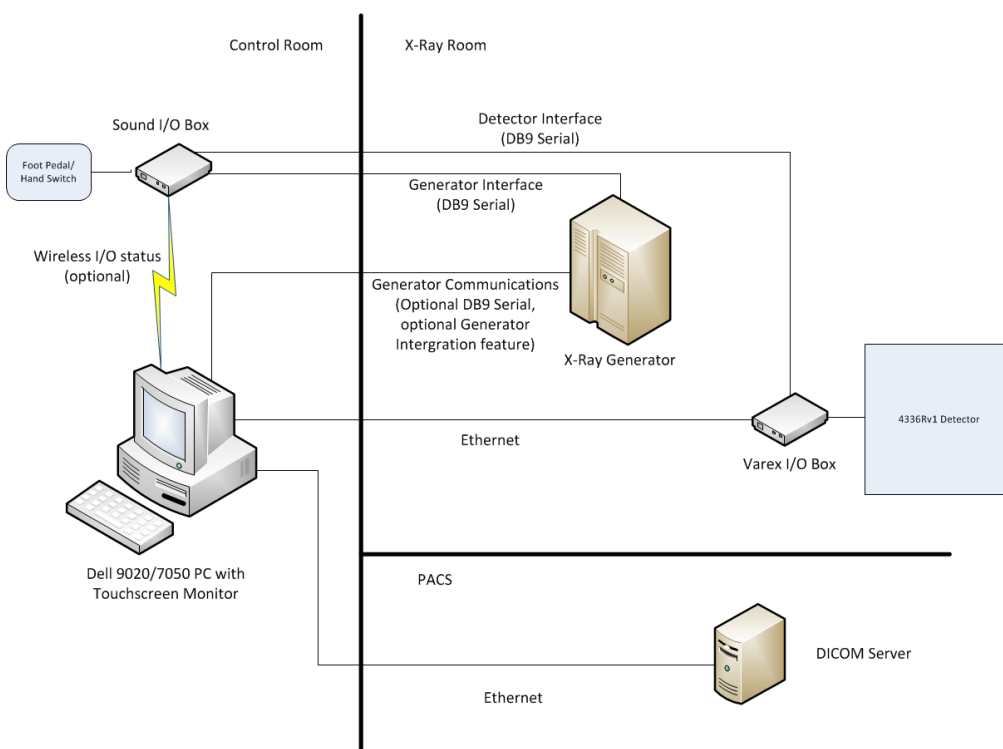 Control Room
X-Ray Room
Sound I/O Box
Detector Interface
(DB9 Serial)
Foot Pedal/
Hand Switch
Generator Interface
(DB9 Serial)
Wireless I/O status
(optional)
Generator Communications
(Optional DB9 Serial,
optional Generator
Intergration feature)
X-Ray Generator
4336Rv1 Detector
Ethernet
Varex I/O Box
Dell 9020/7050 PC with
Touchscreen Monitor
PACS
DICOM Server
Ethernet